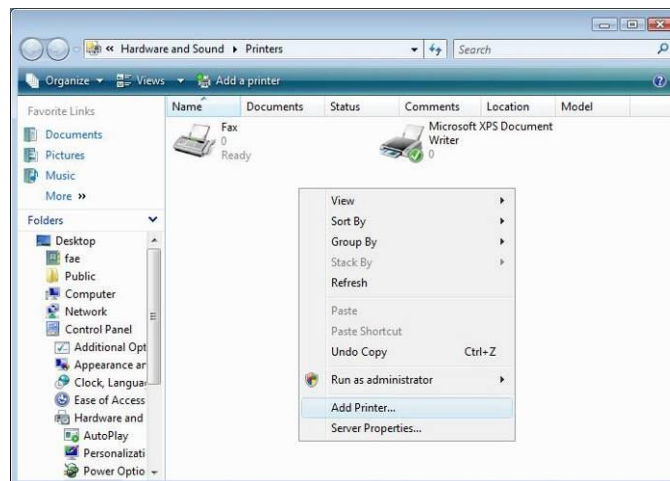 « Hardware and Sound ▸ Printers
Search
Organize
Views
Add a printer
Favorite Links
Documents
Pictures
Music
More »
Folders
Desktop
fae
Public
Computer
Network
Control Panel
Additional Opt
Appearance ar
Clock, Langua
Ease of Access
Hardware and
AutoPlay
Personalizati
Power Optio
Name Documents Status Comments Location Model
Fax
0
Ready
Microsoft XPS Document
Writer
0
View
Sort By
Group By
Stack By
Refresh
Paste
Paste Shortcut
Undo Copy Ctrl+Z
Run as administrator
Add Printer...
Server Properties...